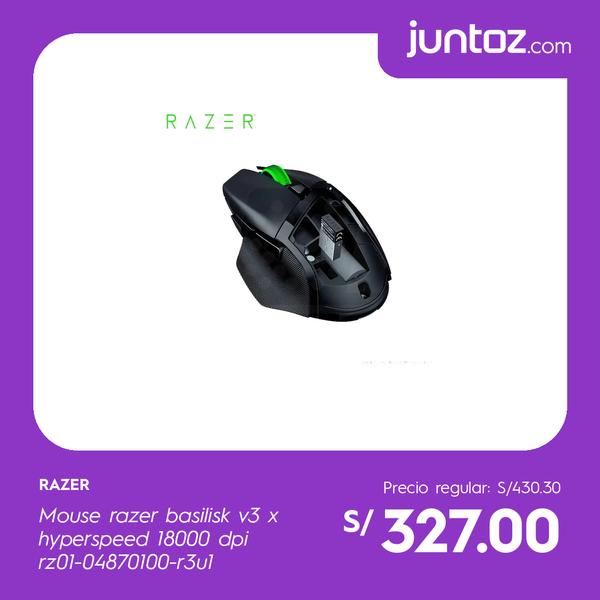 juntoz.com
RAZER
RAZER
Mouse razer basilisk v3 x
hyperspeed 18000 dpi
rz01-04870100-r3u1
Precio regular: S/430.30
S/327.00